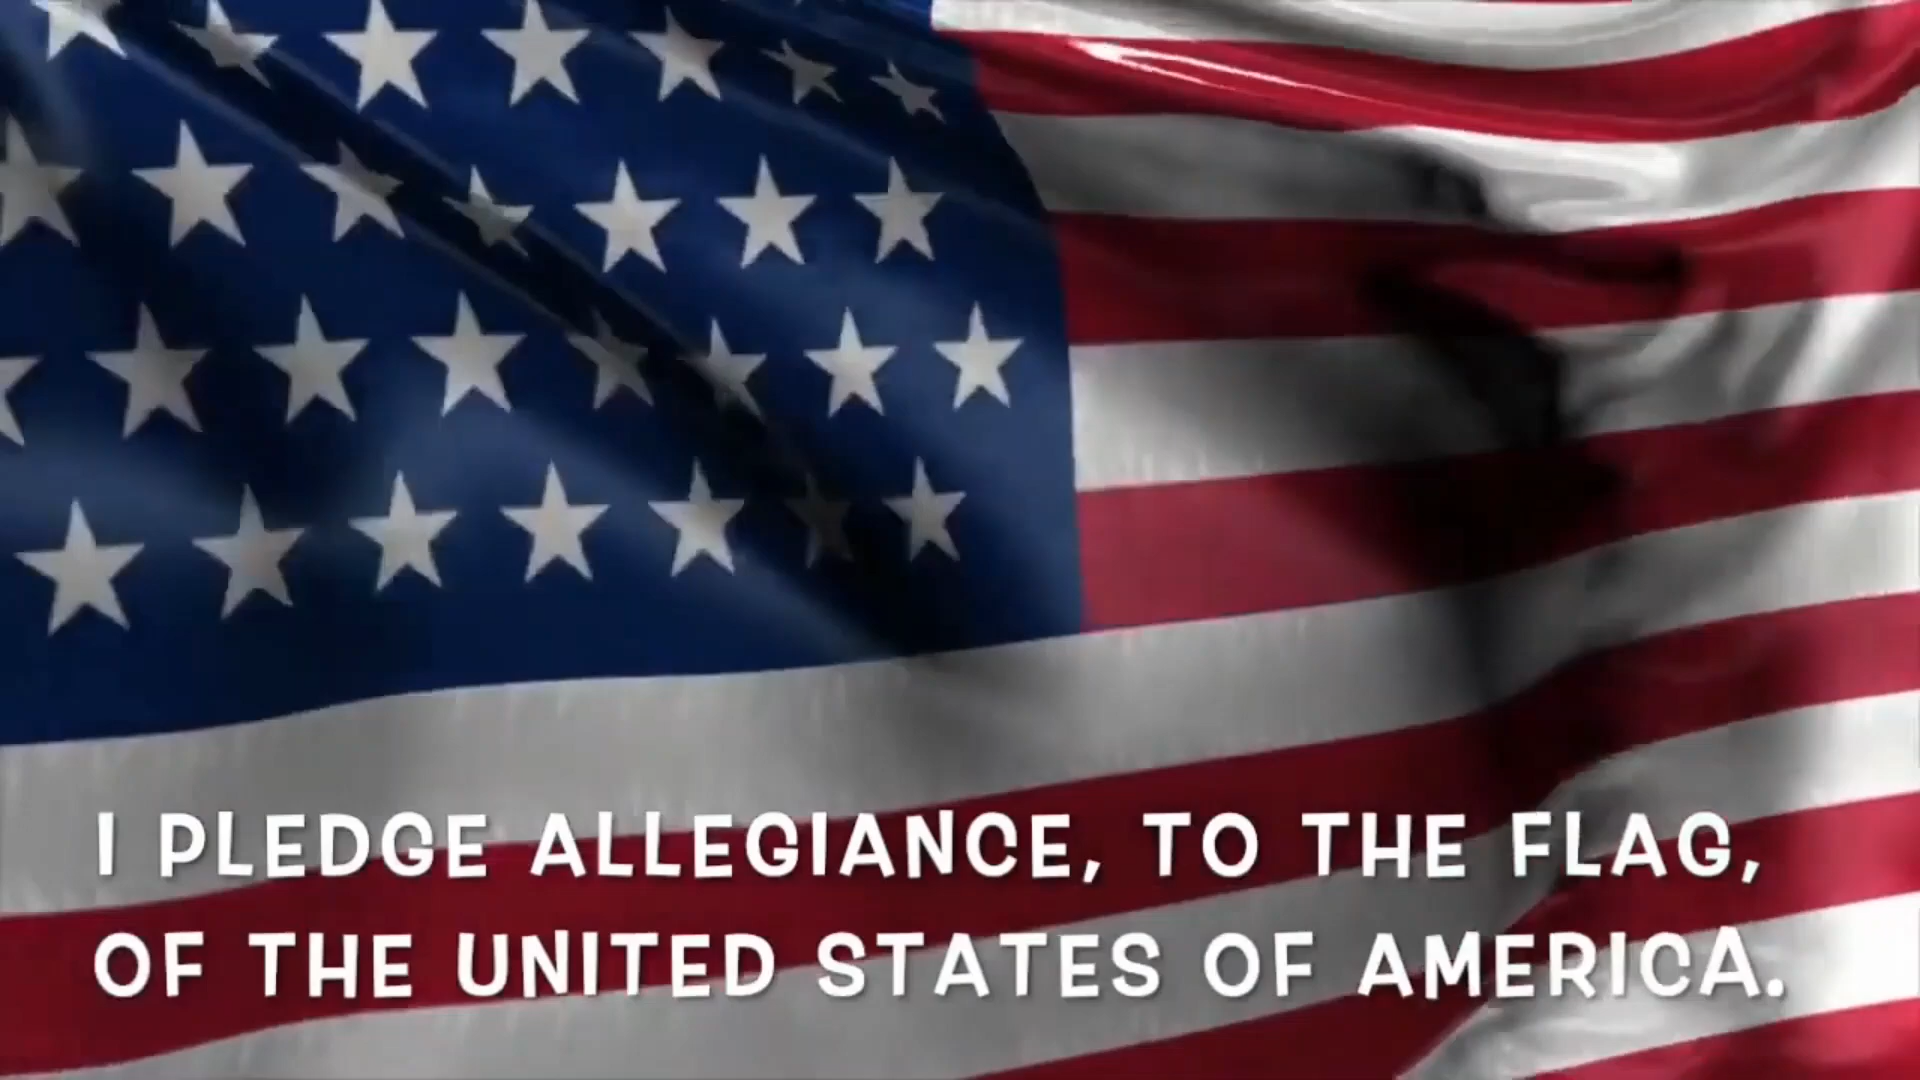 I PLEDGE ALLEGIANCE, TO THE FLAG,
OF THE UNITED STATES OF AMERICA.